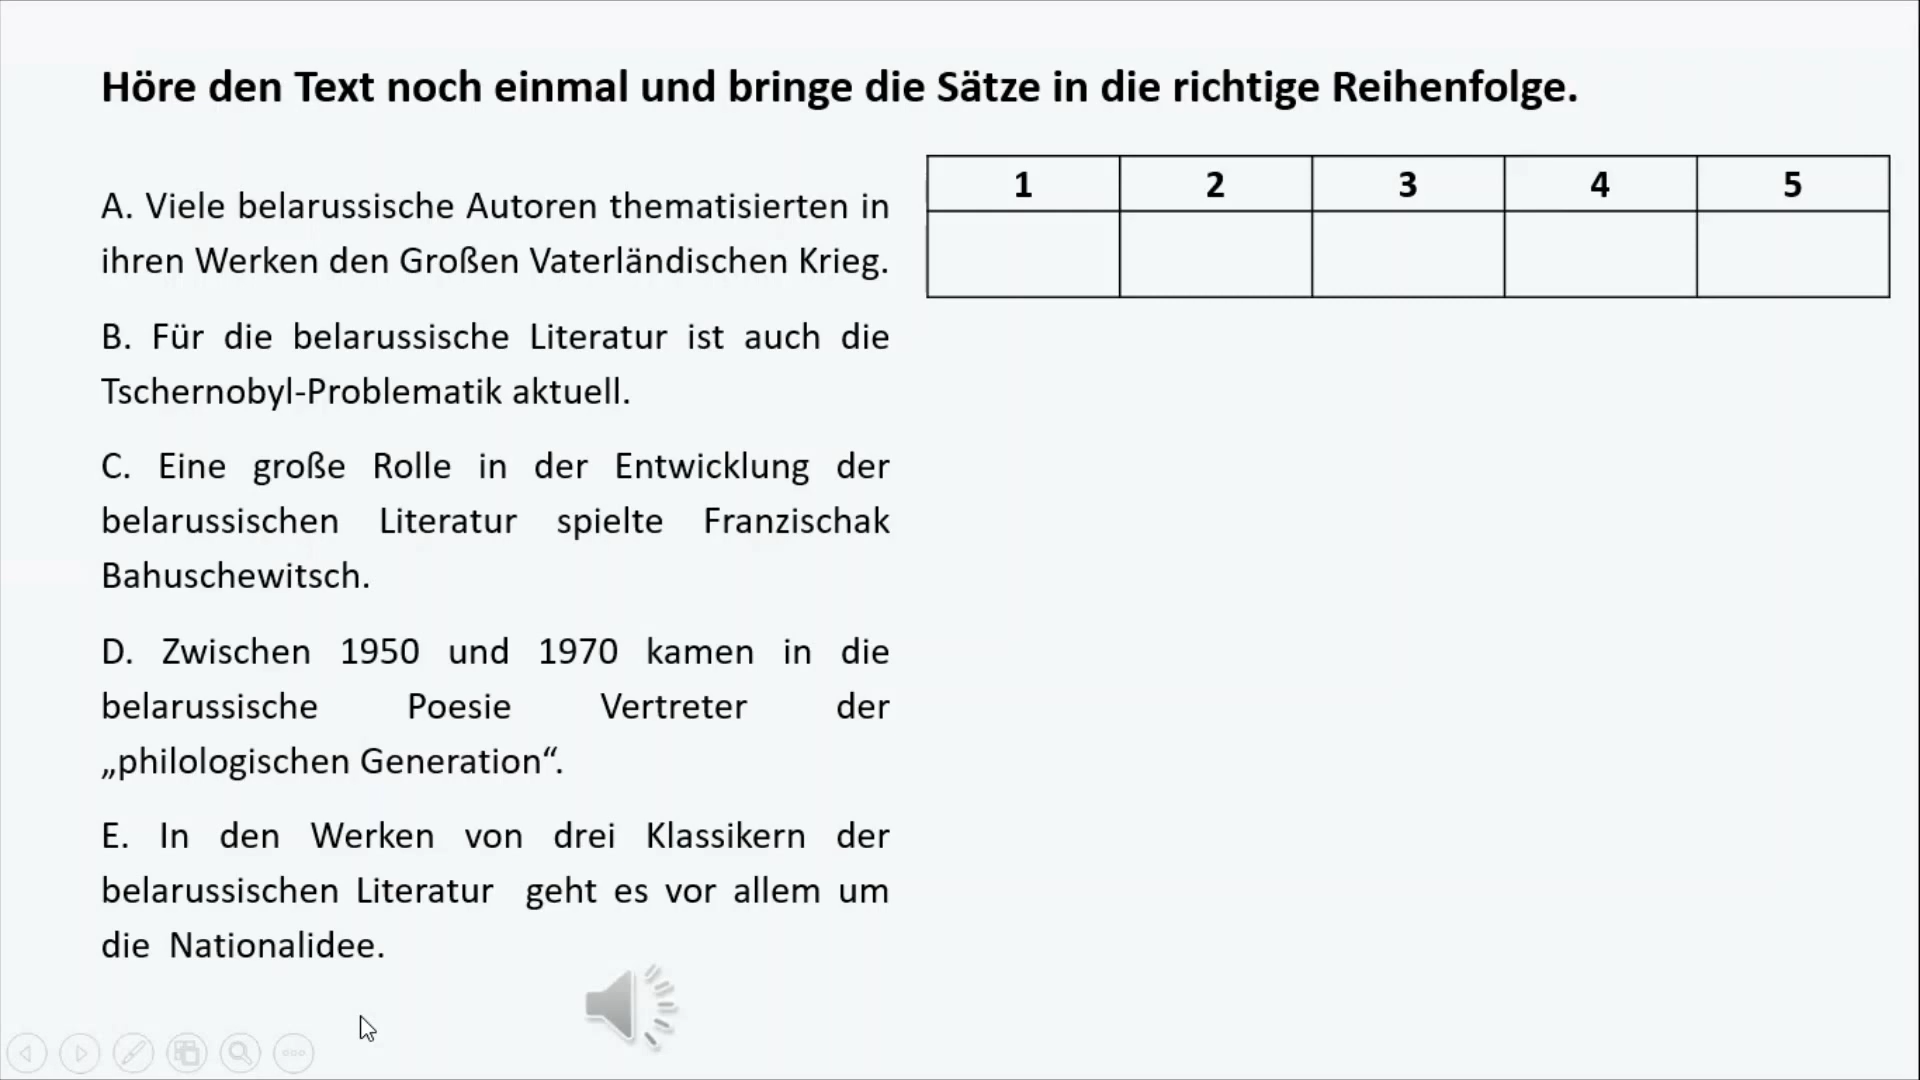 Höre den Text noch einmal und bringe die Sätze in die richtige Reihenfolge.
A. Viele belarussische Autoren thematisierten in
ihren Werken den Großen Vaterländischen Krieg.
B. Für die belarussische Literatur ist auch die
Tschernobyl-Problematik aktuell.
C. Eine große Rolle in der Entwicklung der
belarussischen Literatur spielte Franzischak
Bahuschewitsch.
D. Zwischen 1950 und 1970 kamen in die
belarussische Poesie Vertreter der
„philologischen Generation“.
E. In den Werken von drei Klassikern der
belarussischen Literatur geht es vor allem um
die Nationalidee.
1 2 3 4 5